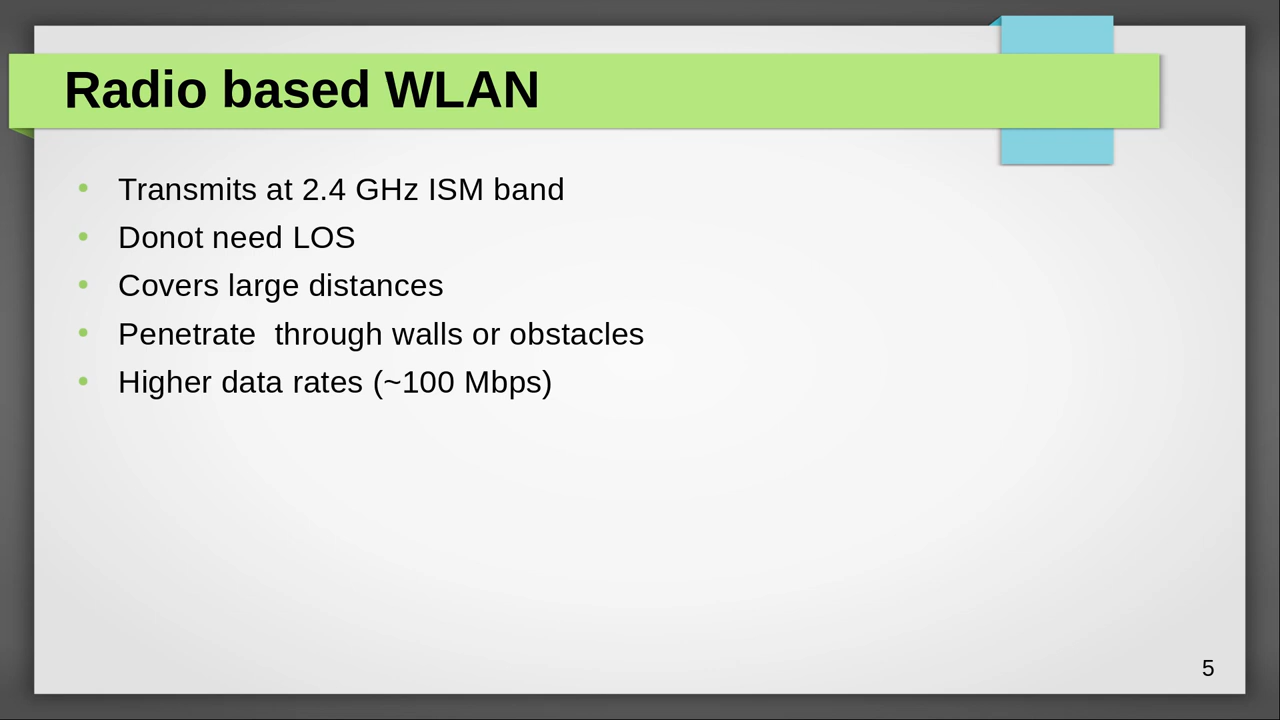 Radio based WLAN
• Transmits at 2.4 GHz ISM band
• Donot need LOS
• Covers large distances
• Penetrate  through walls or obstacles
• Higher data rates (~100 Mbps)
5